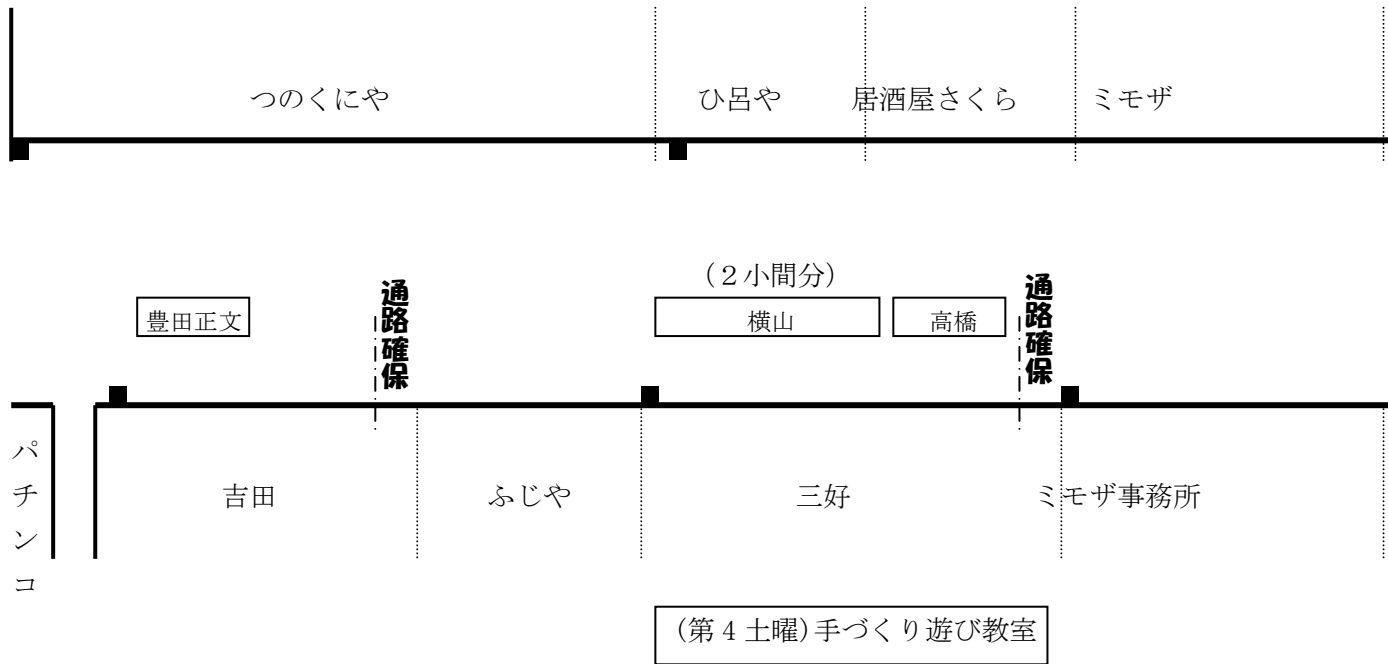 つのくにや
ひ呂や
居酒屋さくら
ミモザ
(2小間分)
豊田正文
通路確保
横山
高橋
通路確保
パチンコ
吉田
ふじや
三好
ミモザ事務所
(第4土曜)手づくり遊び教室